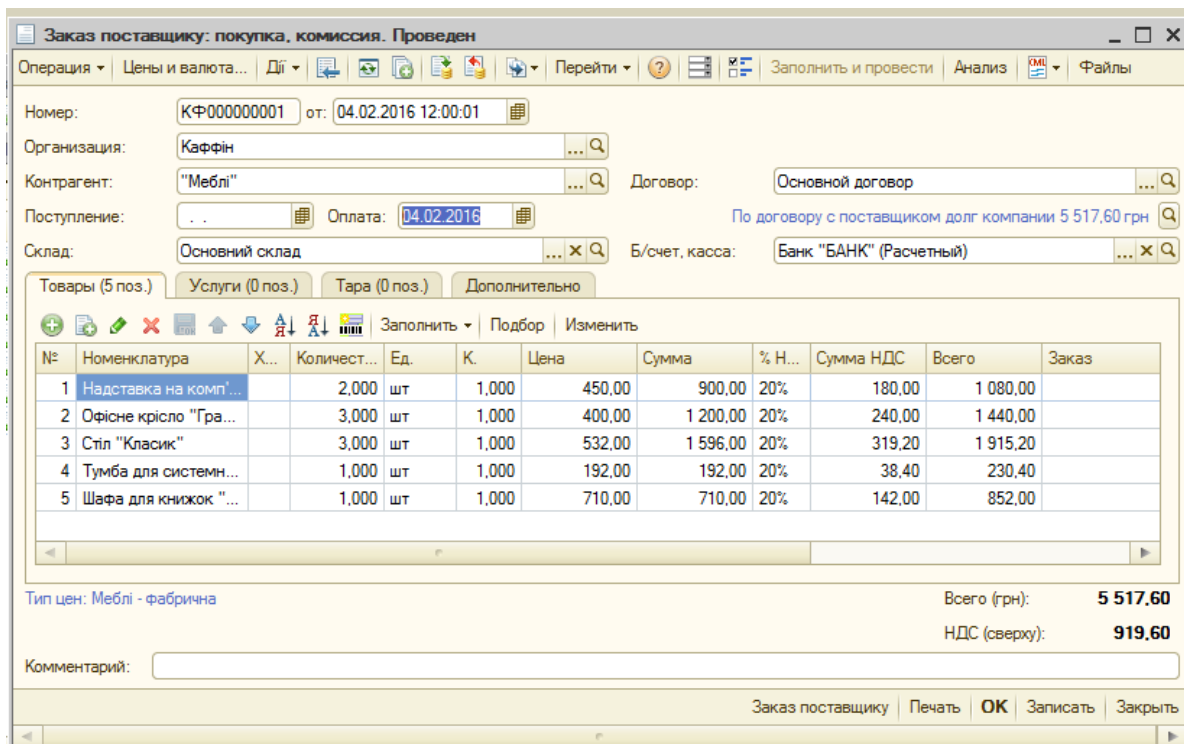 Заказ поставщику: покупка, комиссия. Проведен
Операция Цены и валюта... Дії Перейти Заполнить и провести Анализ Файлы
Номер: КФ000000001 от: 04.02.2016 12:00:01
Организация: Каффін ...
Контрагент: "Меблі" ... Договор: Основной договор ...
Поступление: . . Оплата: 04.02.2016 По договору с поставщиком долг компании 5 517,60 грн
Склад: Основний склад ... Б/счет, касса: Банк "БАНК" (Расчетный) ...
Товары (5 поз.) Услуги (0 поз.) Тара (0 поз.) Дополнительно
Заполнить Подбор Изменить
№ Номенклатура Х... Количест... Ед. К. Цена Сумма % Н... Сумма НДС Всего Заказ
1 Надставка на комп'... 2,000 шт 1,000 450,00 900,00 20% 180,00 1 080,00
2 Офісне крісло "Гра... 3,000 шт 1,000 400,00 1 200,00 20% 240,00 1 440,00
3 Стіл "Класик" 3,000 шт 1,000 532,00 1 596,00 20% 319,20 1 915,20
4 Тумба для системн... 1,000 шт 1,000 192,00 192,00 20% 38,40 230,40
5 Шафа для книжок "... 1,000 шт 1,000 710,00 710,00 20% 142,00 852,00
Тип цен: Меблі - фабрична Всего (грн): 5 517,60
НДС (сверху): 919,60
Комментарий:
Заказ поставщику Печать ОК Записать Закрыть